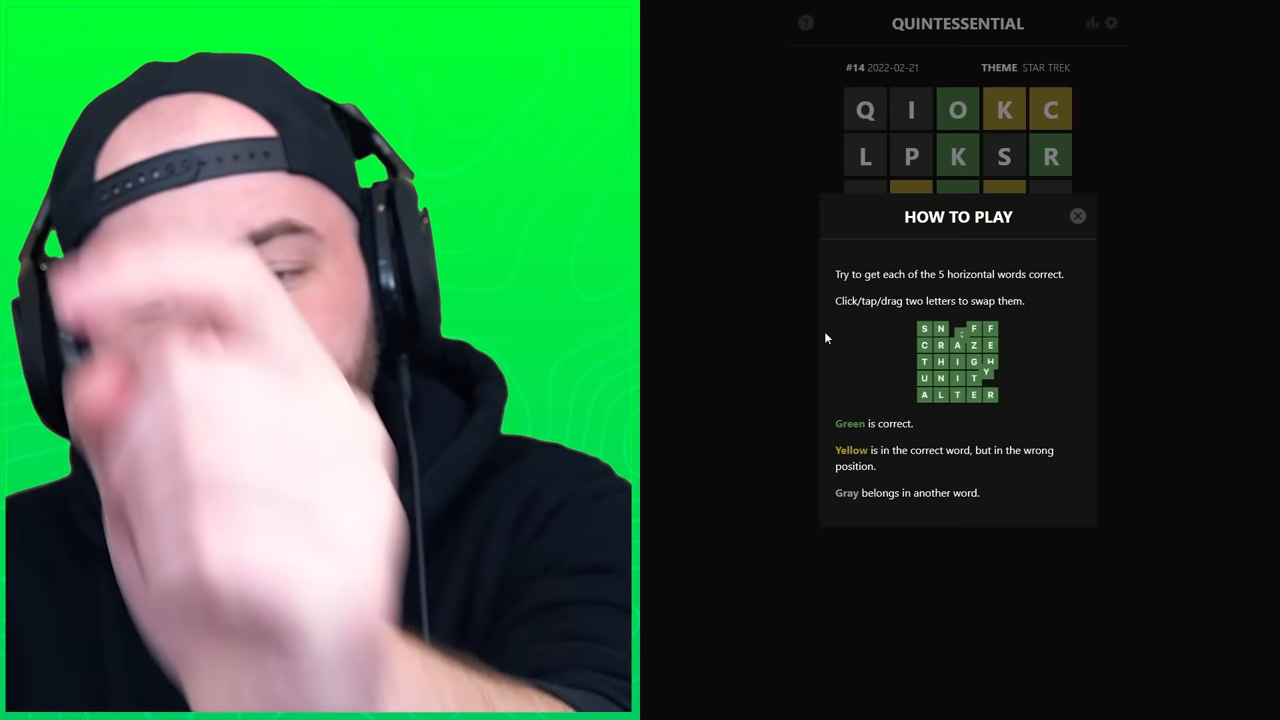 ?
QUINTESSENTIAL
#14 2022-02-21 THEME STAR TREK
Q I O K C
L P K S R
HOW TO PLAY
Try to get each of the 5 horizontal words correct.
Click/tap/drag two letters to swap them.
S N F F
C R A Z E
T H I G H
U N I T Y
A L T E R
Green is correct.
Yellow is in the correct word, but in the wrong
position.
Gray belongs in another word.